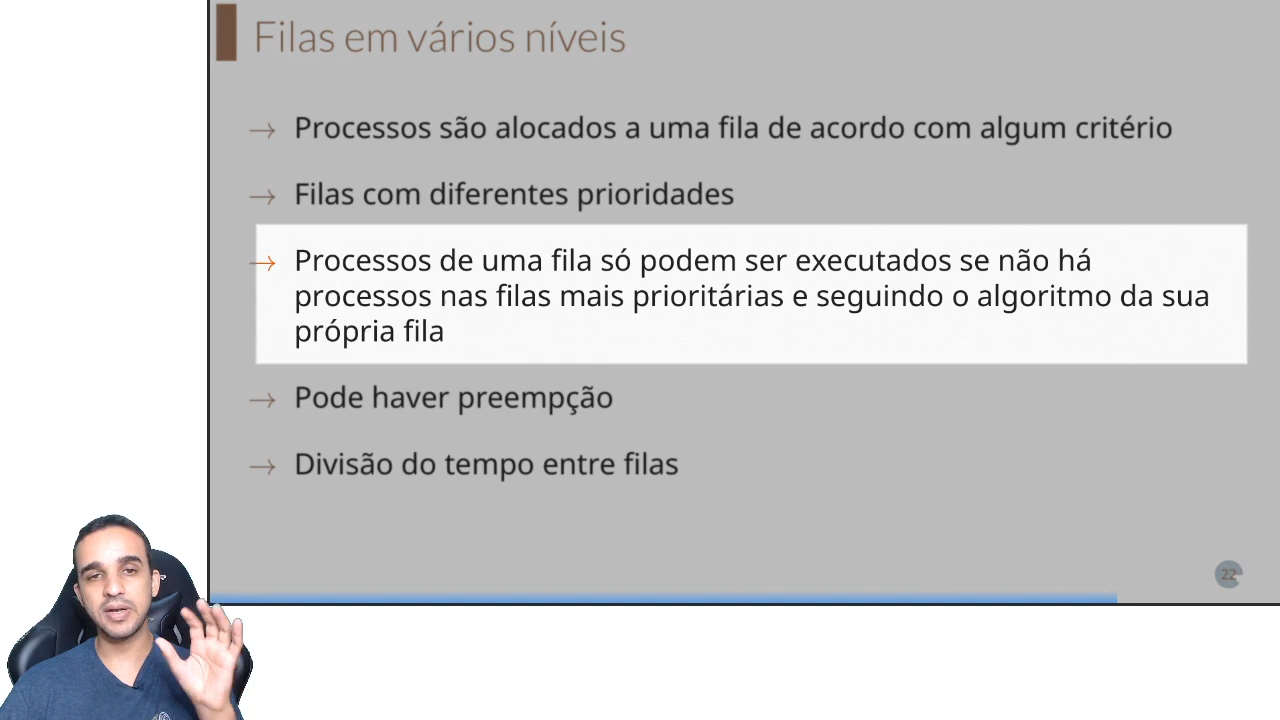 Filas em vários níveis
→ Processos são alocados a uma fila de acordo com algum critério
→ Filas com diferentes prioridades
→ Processos de uma fila só podem ser executados se não há
processos nas filas mais prioritárias e seguindo o algoritmo da sua
própria fila
→ Pode haver preempção
→ Divisão do tempo entre filas
22